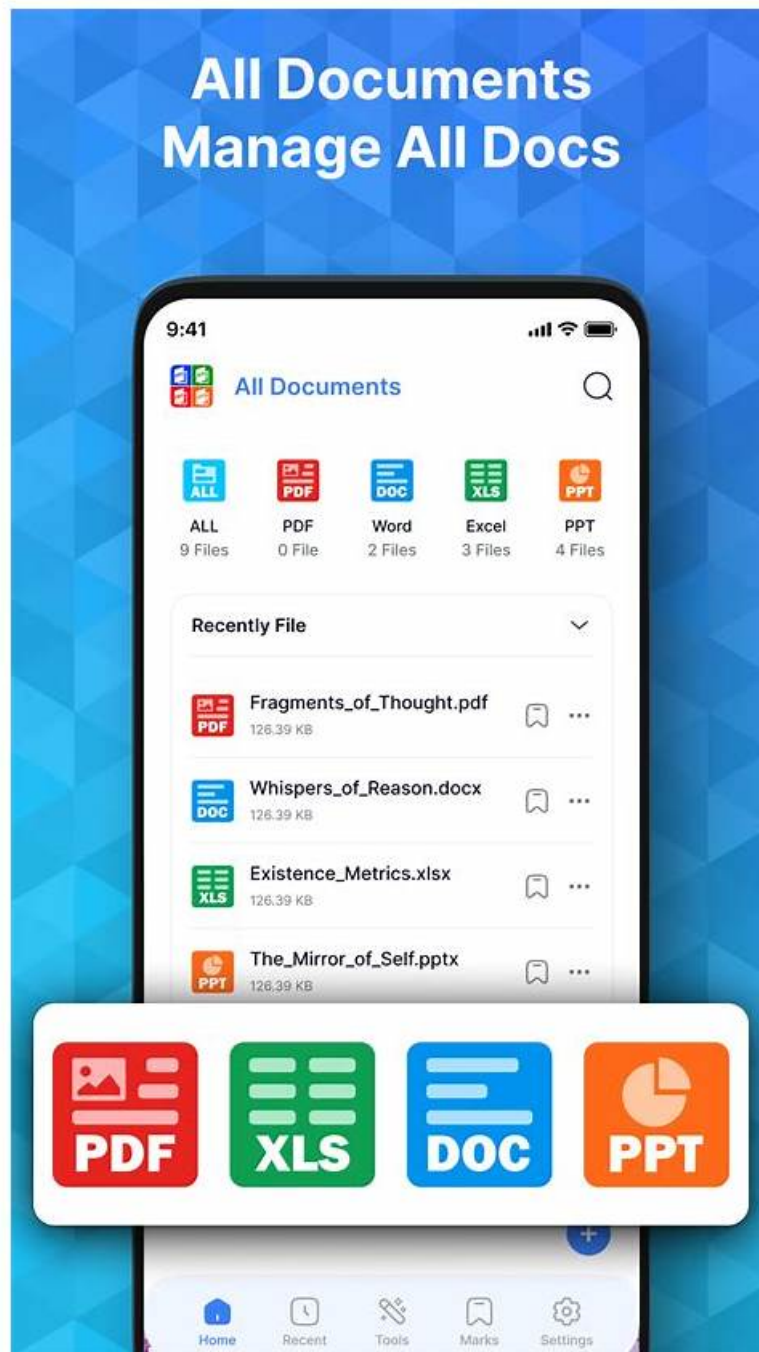 All Documents
Manage All Docs
9:41
All Documents
ALL PDF DOC XLS PPT
ALL PDF Word Excel PPT
9 Files 0 File 2 Files 3 Files 4 Files
Recently File
Fragments_of_Thought.pdf
PDF
126.39 KB
Whispers_of_Reason.docx
DOC
126.39 KB
Existence_Metrics.xlsx
XLS
126.39 KB
The_Mirror_of_Self.pptx
PPT
126.39 KB
PDF XLS DOC PPT
Home Recent Tools Marks Settings